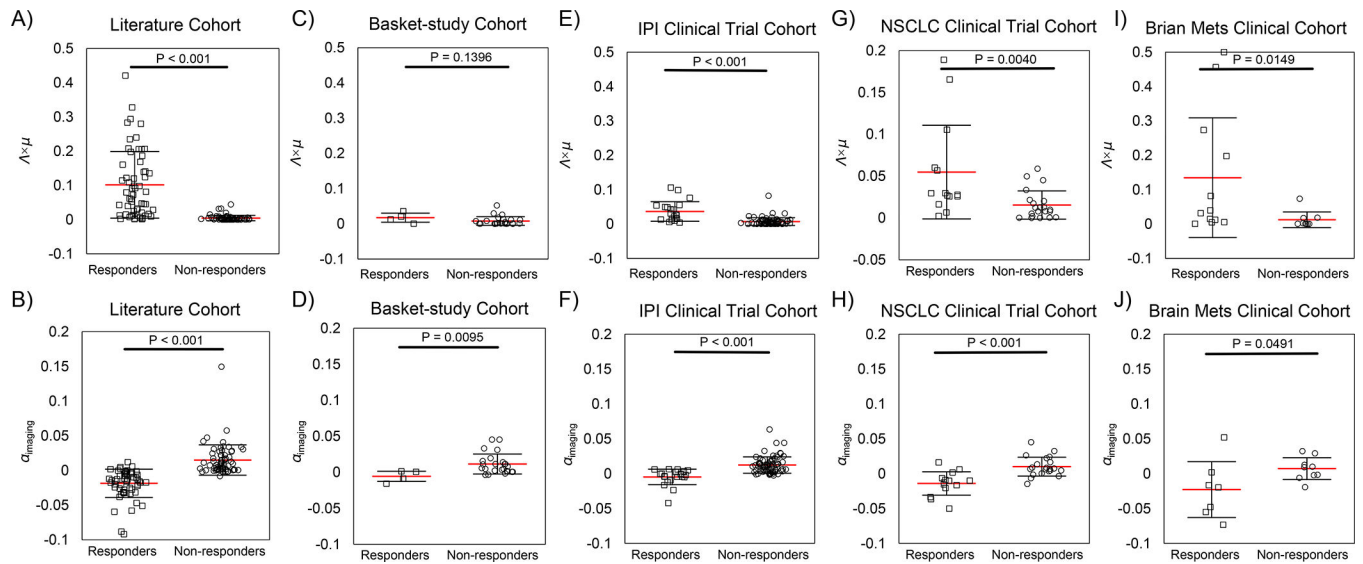 A)
Literature Cohort
P < 0.001
0.5
0.4
0.3
0.2
0.1
0
-0.1
Λ×μ
Responders
Non-responders
C)
Basket-study Cohort
P = 0.1396
0.5
0.4
0.3
0.2
0.1
0
-0.1
Λ×μ
Responders
Non-responders
E)
IPI Clinical Trial Cohort
P < 0.001
0.5
0.4
0.3
0.2
0.1
0
-0.1
Λ×μ
Responders
Non-responders
G)
NSCLC Clinical Trial Cohort
P = 0.0040
0.2
0.15
0.1
0.05
0
-0.05
Λ×μ
Responders
Non-responders
I)
Brian Mets Clinical Cohort
P = 0.0149
0.5
0.4
0.3
0.2
0.1
0
-0.1
Λ×μ
Responders
Non-responders
B)
Literature Cohort
P < 0.001
0.2
0.15
0.1
0.05
0
-0.05
-0.1
αimaging
Responders
Non-responders
D)
Basket-study Cohort
P = 0.0095
0.2
0.15
0.1
0.05
0
-0.05
-0.1
αimaging
Responders
Non-responders
F)
IPI Clinical Trial Cohort
P < 0.001
0.2
0.15
0.1
0.05
0
-0.05
-0.1
αimaging
Responders
Non-responders
H)
NSCLC Clinical Trial Cohort
P < 0.001
0.2
0.15
0.1
0.05
0
-0.05
-0.1
αimaging
Responders
Non-responders
J)
Brain Mets Clinical Cohort
P = 0.0491
0.2
0.15
0.1
0.05
0
-0.05
-0.1
αimaging
Responders
Non-responders